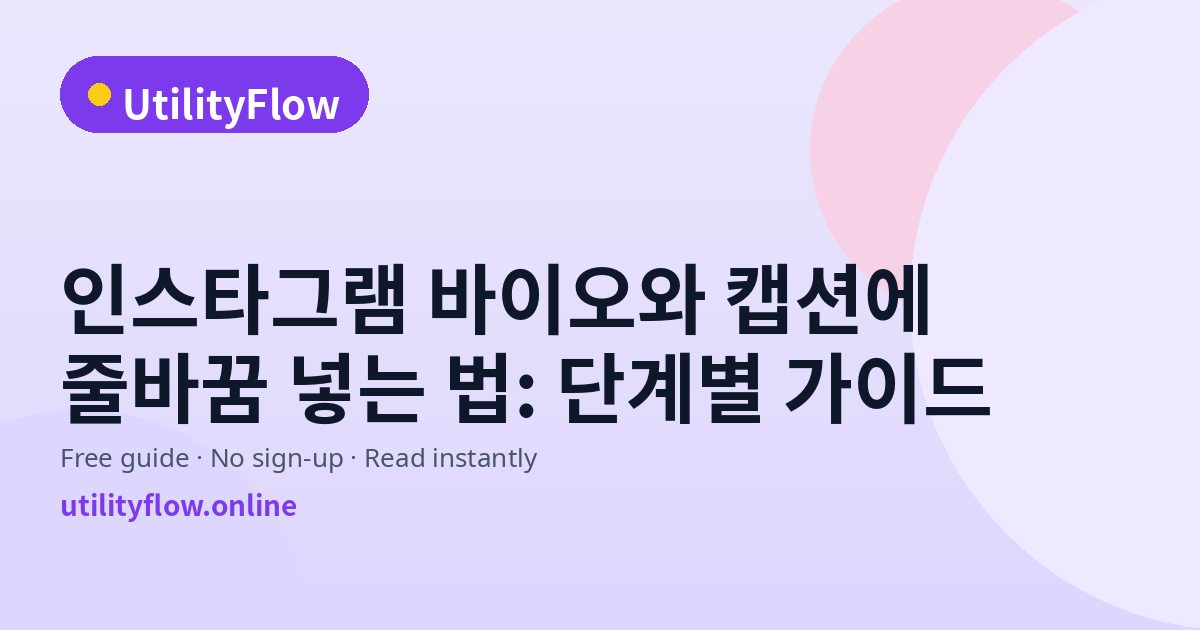 UtilityFlow
인스타그램 바이오와 캡션에
줄바꿈 넣는 법: 단계별 가이드
Free guide · No sign-up · Read instantly
utilityflow.online